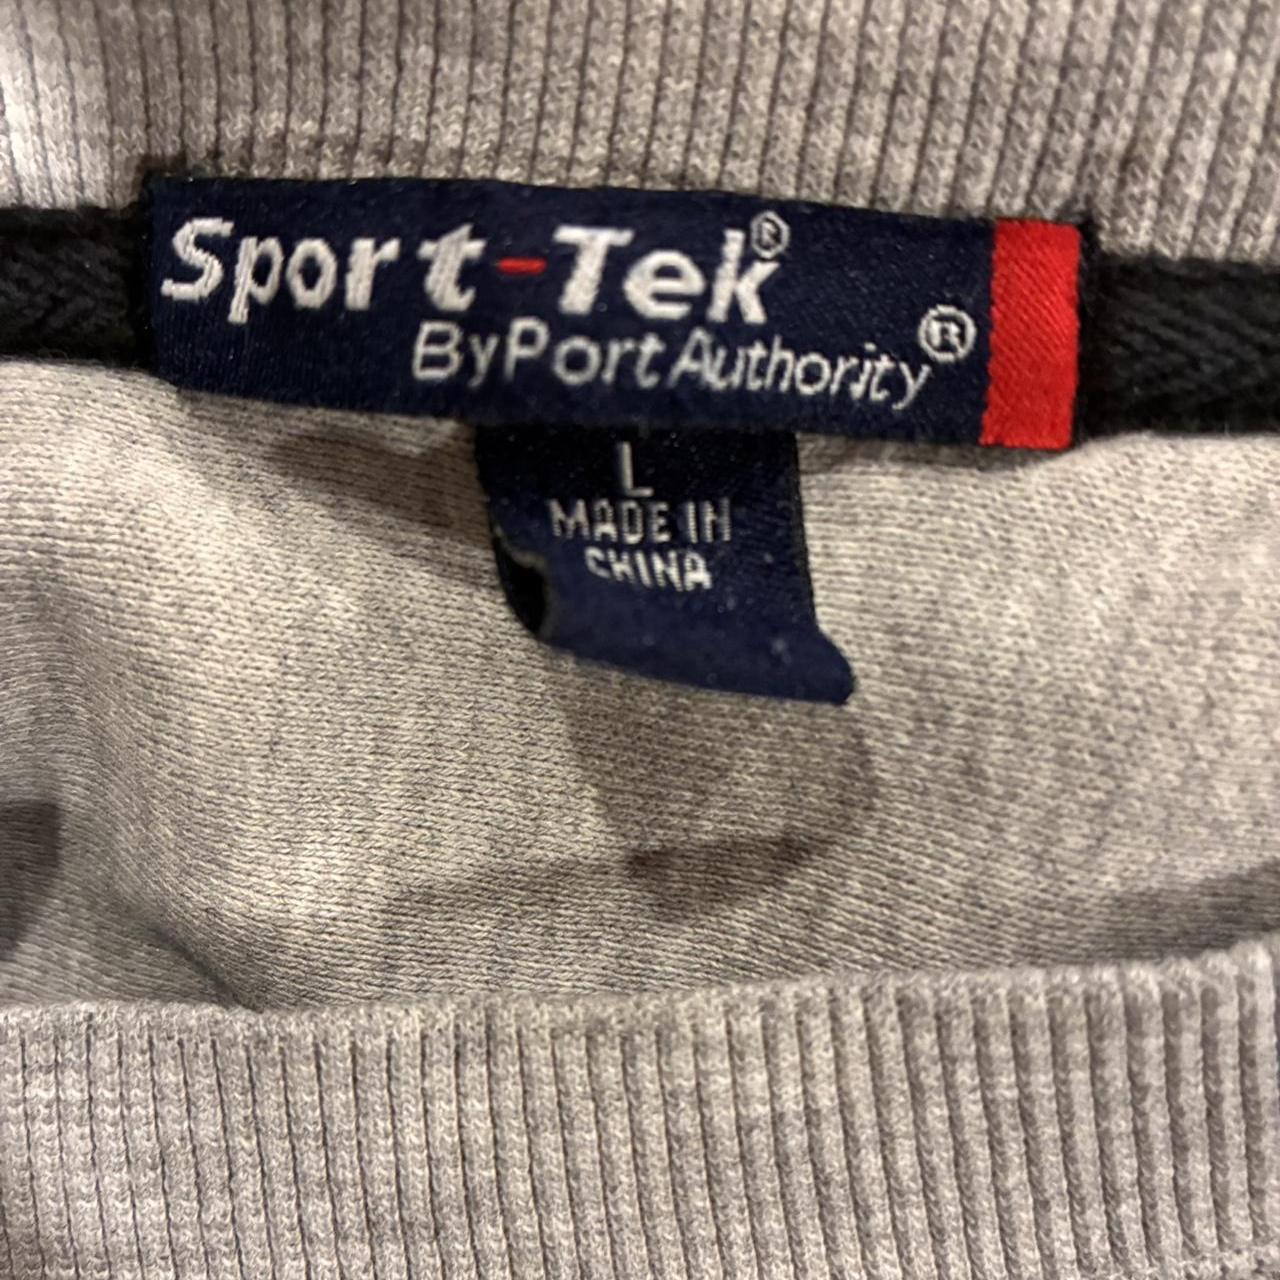 Sport-Tek®
By Port Authority®
L
MADE IN
CHINA